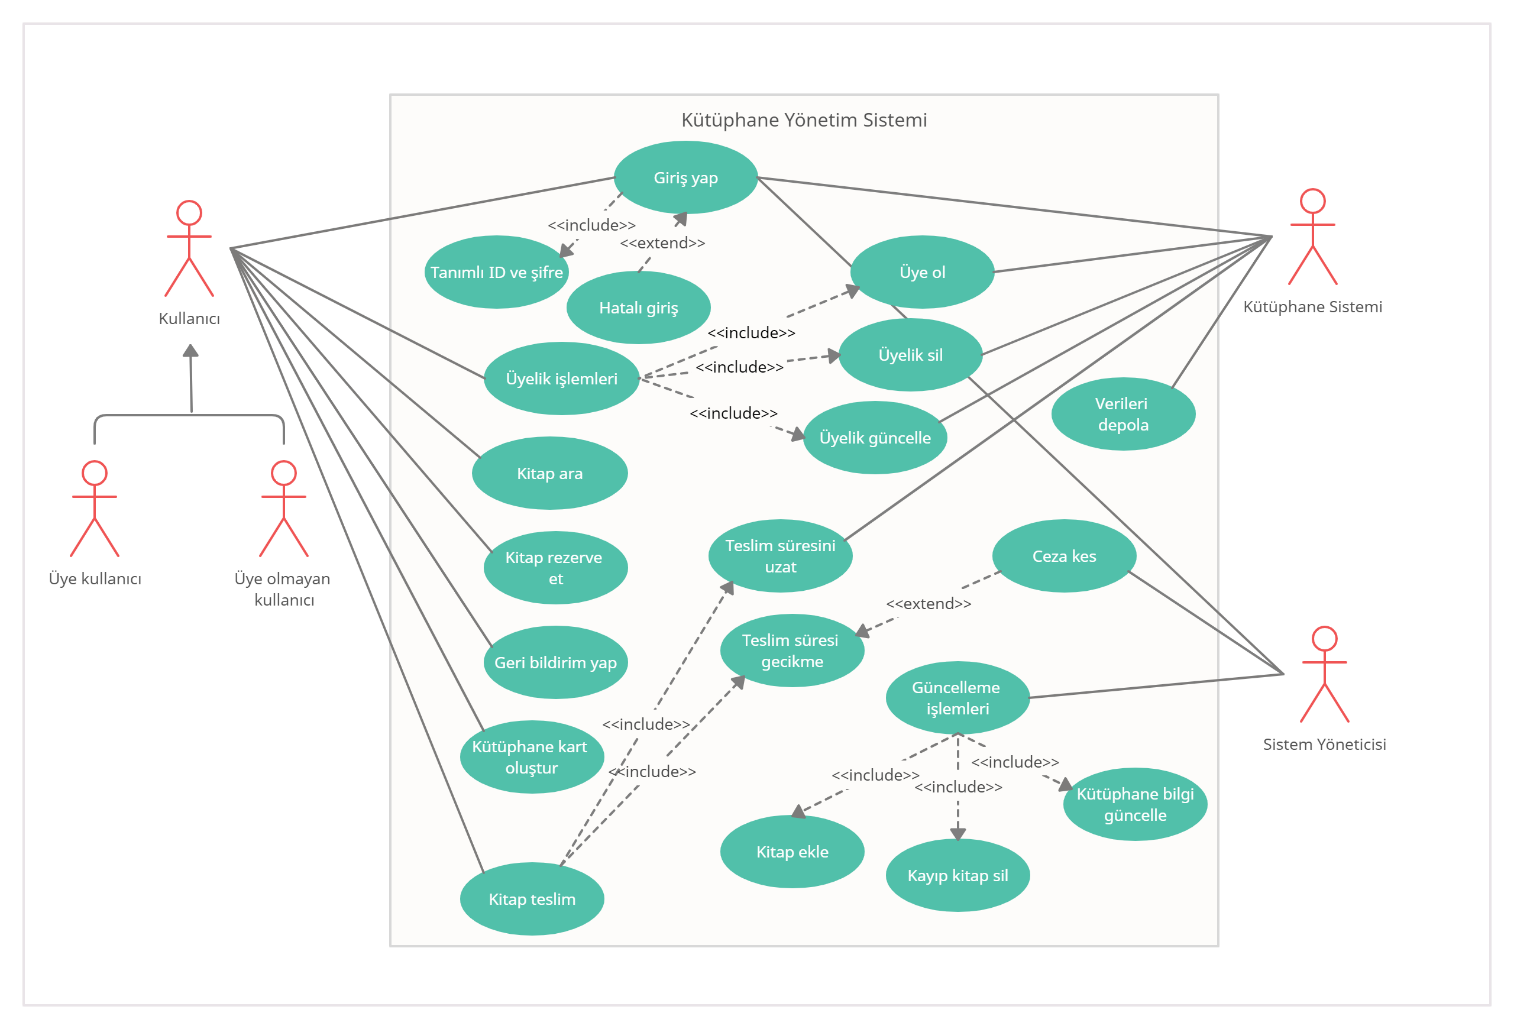 Kütüphane Yönetim Sistemi
Giriş yap
<<include>>
<<extend>>
Tanımlı ID ve şifre
Hatalı giriş
Üye ol
Kullanıcı
Kütüphane Sistemi
<<include>>
Üyelik işlemleri
<<include>>
Üyelik sil
<<include>>
Üyelik güncelle
Verileri
depola
Kitap ara
Üye kullanıcı
Üye olmayan
kullanıcı
Kitap rezerve
et
Teslim süresini
uzat
Ceza kes
<<extend>>
Geri bildirim yap
Teslim süresi
gecikme
Güncelleme
işlemleri
Sistem Yöneticisi
Kütüphane kart
oluştur
<<include>>
<<include>>
<<include>>
<<include>>
<<include>>
Kütüphane bilgi
güncelle
Kitap ekle
Kayıp kitap sil
Kitap teslim